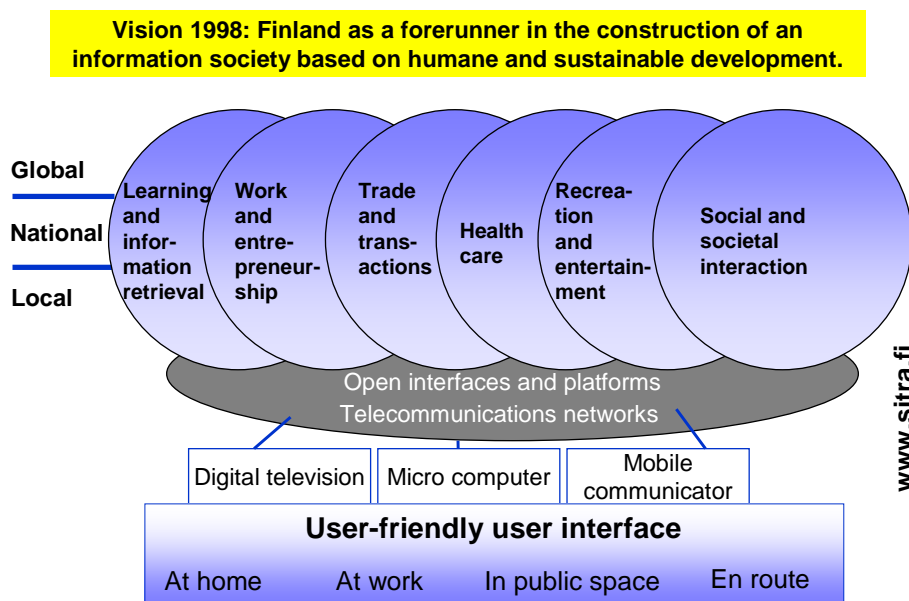 Vision 1998: Finland as a forerunner in the construction of an
information society based on humane and sustainable development.
Global
National
Local
Learning
and
infor-
mation
retrieval
Work
and
entre-
preneur-
ship
Trade
and
trans-
actions
Health
care
Recrea-
tion
and
entertain-
ment
Social and
societal
interaction
Open interfaces and platforms
Telecommunications networks
www.sitra.fi
Digital television
Micro computer
Mobile
communicator
User-friendly user interface
At home At work In public space En route